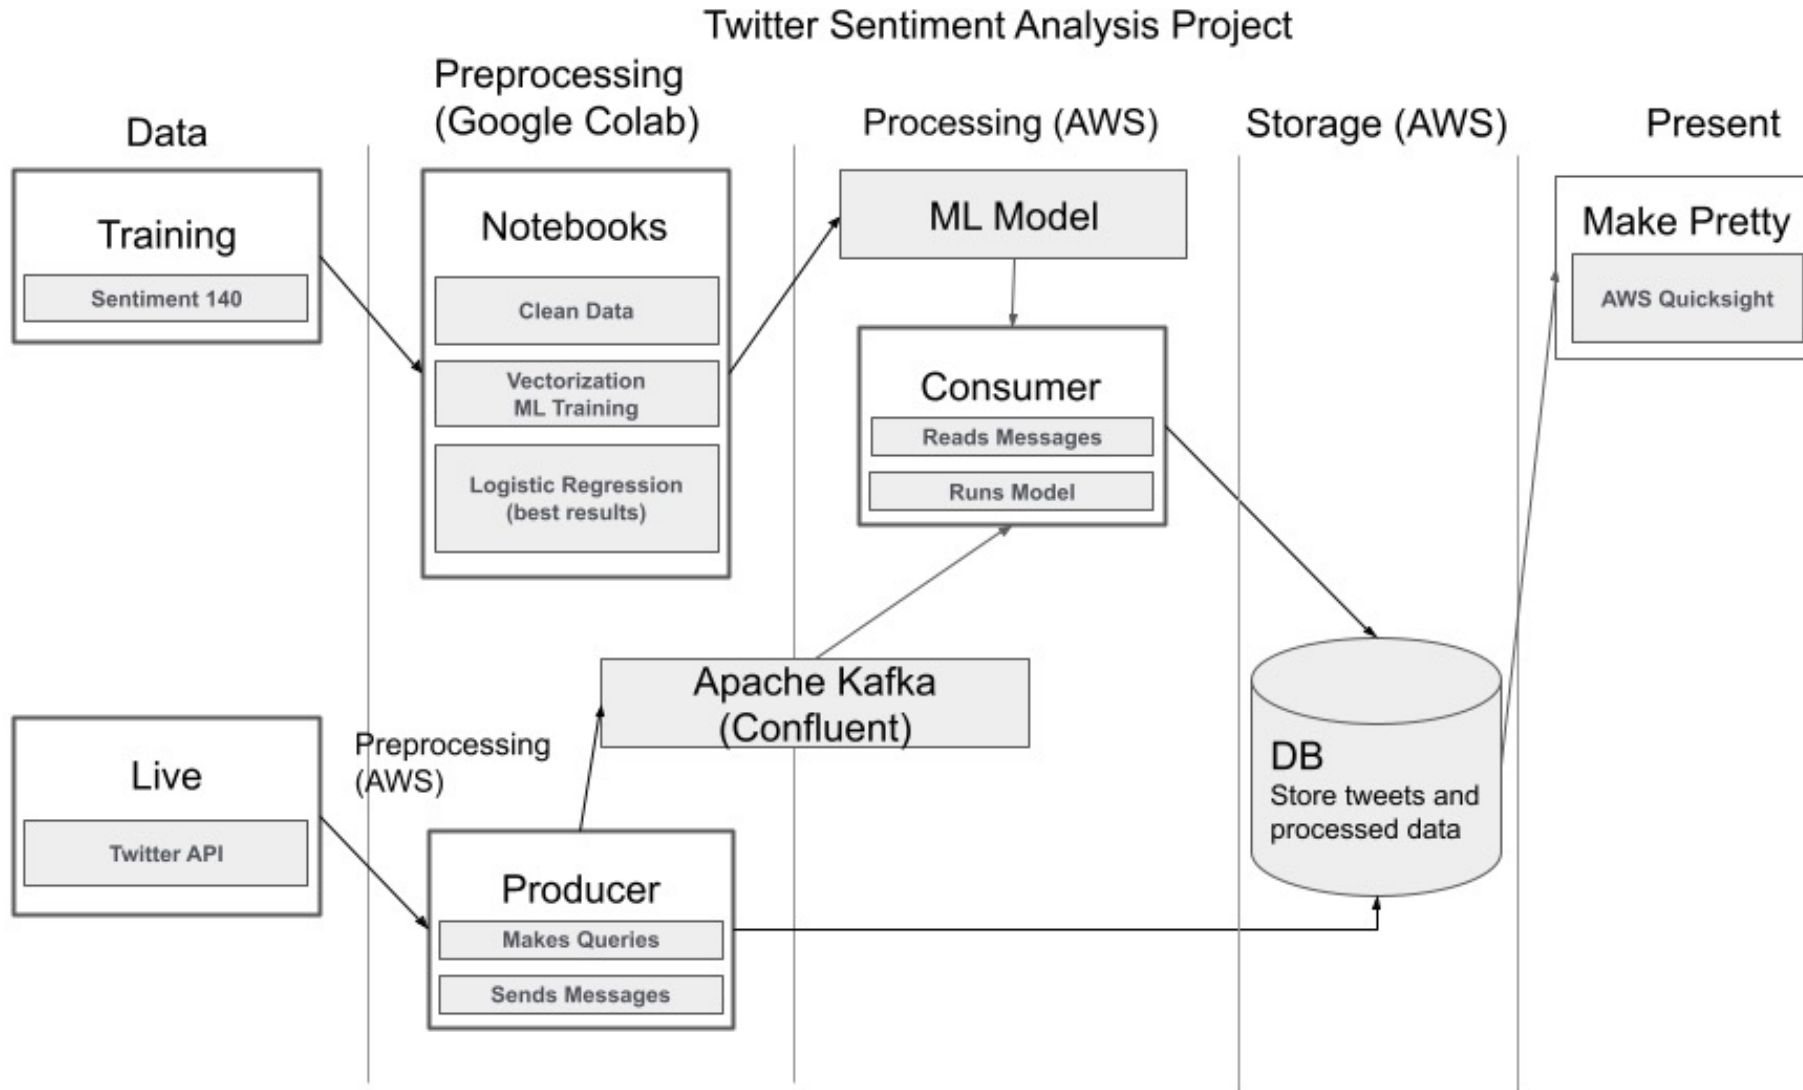 Twitter Sentiment Analysis Project
Data
Preprocessing
(Google Colab)
Processing (AWS)
Storage (AWS)
Present
Training
Sentiment 140
Notebooks
Clean Data
Vectorization
ML Training
Logistic Regression
(best results)
ML Model
Consumer
Reads Messages
Runs Model
Make Pretty
AWS Quicksight
Apache Kafka
(Confluent)
Live
Twitter API
Preprocessing
(AWS)
Producer
Makes Queries
Sends Messages
DB
Store tweets and
processed data